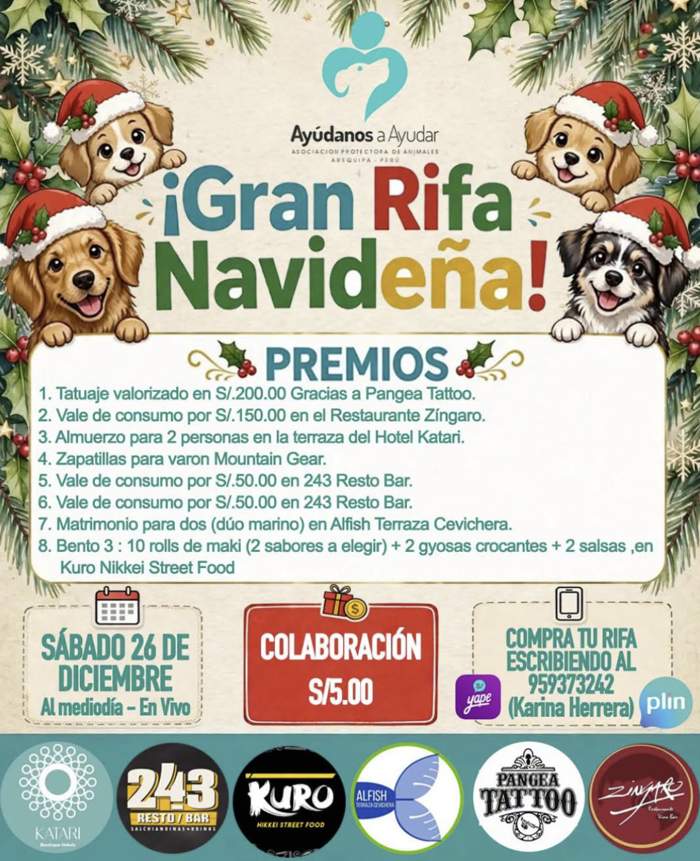 Ayúdanos a Ayudar
ASOCIACIÓN PROTECTORA DE ANIMALES
AREQUIPA - PERÚ
¡Gran Rifa
Navideña!
PREMIOS
1. Tatuaje valorizado en S/.200.00 Gracias a Pangea Tattoo.
2. Vale de consumo por S/.150.00 en el Restaurante Zíngaro.
3. Almuerzo para 2 personas en la terraza del Hotel Katari.
4. Zapatillas para varon Mountain Gear.
5. Vale de consumo por S/.50.00 en 243 Resto Bar.
6. Vale de consumo por S/.50.00 en 243 Resto Bar.
7. Matrimonio para dos (dúo marino) en Alfish Terraza Cevichera.
8. Bento 3 : 10 rolls de maki (2 sabores a elegir) + 2 gyosas crocantes + 2 salsas ,en
Kuro Nikkei Street Food
SÁBADO 26 DE
DICIEMBRE
Al mediodía – En Vivo
COLABORACIÓN
S/5.00
COMPRA TU RIFA
ESCRIBIENDO AL
959373242
(Karina Herrera)
S/
yape
plin
KATARI
243
RESTO / BAR
KURO
NIKKEI STREET FOOD
ALFISH
TERRAZA CEVICHERA
PANGEA
TATTOO
ZINGARO